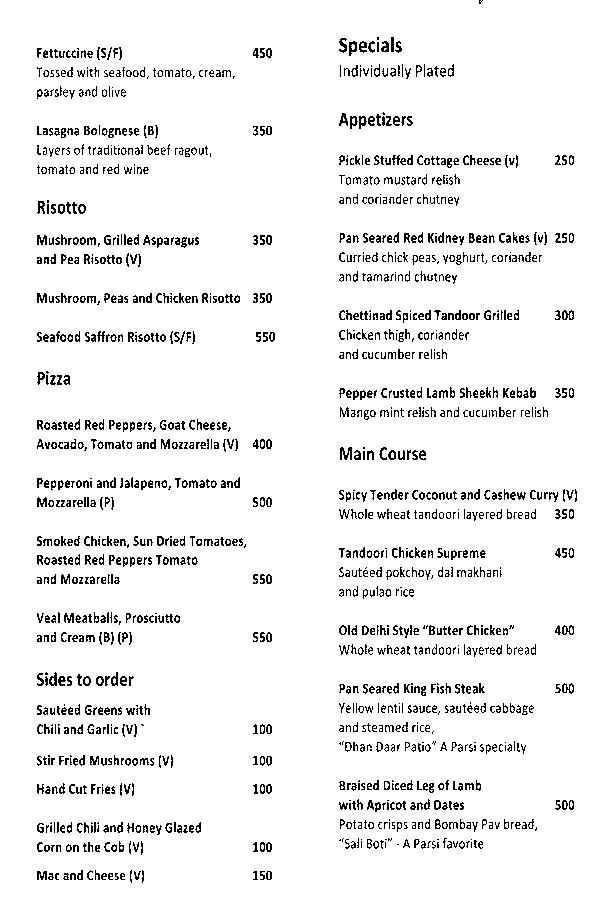 Fettuccine (S/F) 450
Tossed with seafood, tomato, cream,
parsley and olive
Lasagna Bolognese (B) 350
Layers of traditional beef ragout,
tomato and red wine
Risotto
Mushroom, Grilled Asparagus 350
and Pea Risotto (V)
Mushroom, Peas and Chicken Risotto 350
Seafood Saffron Risotto (S/F) 550
Pizza
Roasted Red Peppers, Goat Cheese,
Avocado, Tomato and Mozzarella (V) 400
Pepperoni and Jalapeno, Tomato and
Mozzarella (P) 500
Smoked Chicken, Sun Dried Tomatoes,
Roasted Red Peppers Tomato
and Mozzarella 550
Veal Meatballs, Prosciutto
and Cream (B) (P) 550
Sides to order
Sautéed Greens with
Chili and Garlic (V) ` 100
Stir Fried Mushrooms (V) 100
Hand Cut Fries (V) 100
Grilled Chili and Honey Glazed
Corn on the Cob (V) 100
Mac and Cheese (V) 150
Specials
Individually Plated
Appetizers
Pickle Stuffed Cottage Cheese (v) 250
Tomato mustard relish
and coriander chutney
Pan Seared Red Kidney Bean Cakes (v) 250
Curried chick peas, yoghurt, coriander
and tamarind chutney
Chettinad Spiced Tandoor Grilled 300
Chicken thigh, coriander
and cucumber relish
Pepper Crusted Lamb Sheekh Kebab 350
Mango mint relish and cucumber relish
Main Course
Spicy Tender Coconut and Cashew Curry (V)
Whole wheat tandoori layered bread 350
Tandoori Chicken Supreme 450
Sautéed pokchoy, dal makhani
and pulao rice
Old Delhi Style “Butter Chicken” 400
Whole wheat tandoori layered bread
Pan Seared King Fish Steak 500
Yellow lentil sauce, sautéed cabbage
and steamed rice,
“Dhan Daar Patio” A Parsi specialty
Braised Diced Leg of Lamb
with Apricot and Dates 500
Potato crisps and Bombay Pav bread,
“Sali Boti” - A Parsi favorite